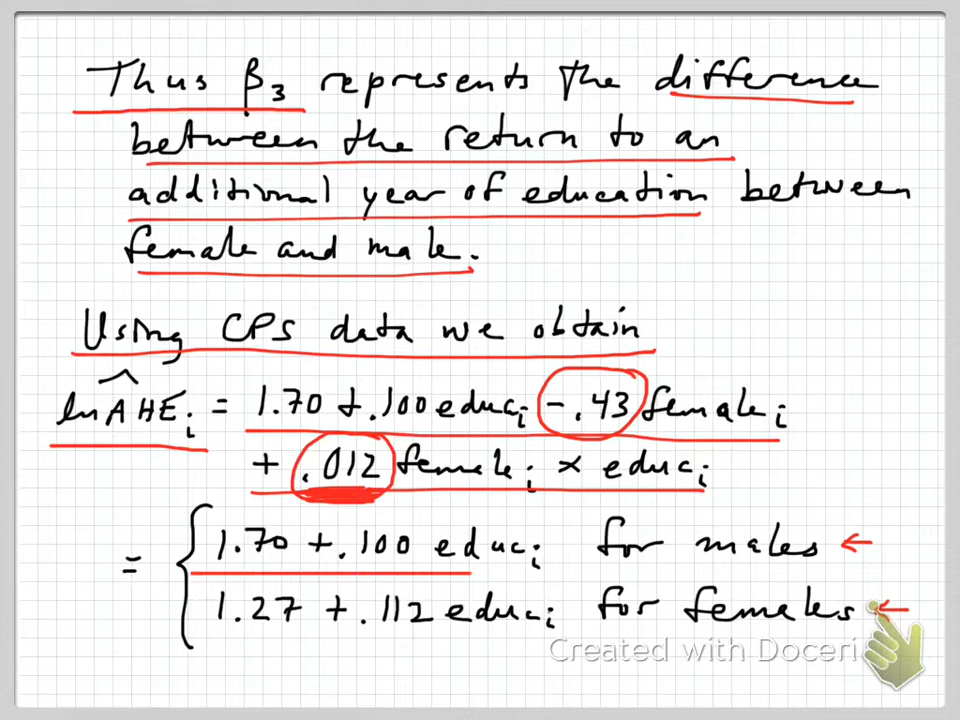 Thus β₃ represents the difference
between the return to an
additional year of education between
female and male.
Using CPS data we obtain
ln AHEᵢ^ = 1.70 + .100 educᵢ - .43 femaleᵢ
+ .012 femaleᵢ × educᵢ
= { 1.70 + .100 educᵢ for males ←
1.27 + .112 educᵢ for females ←
Created with Doceri